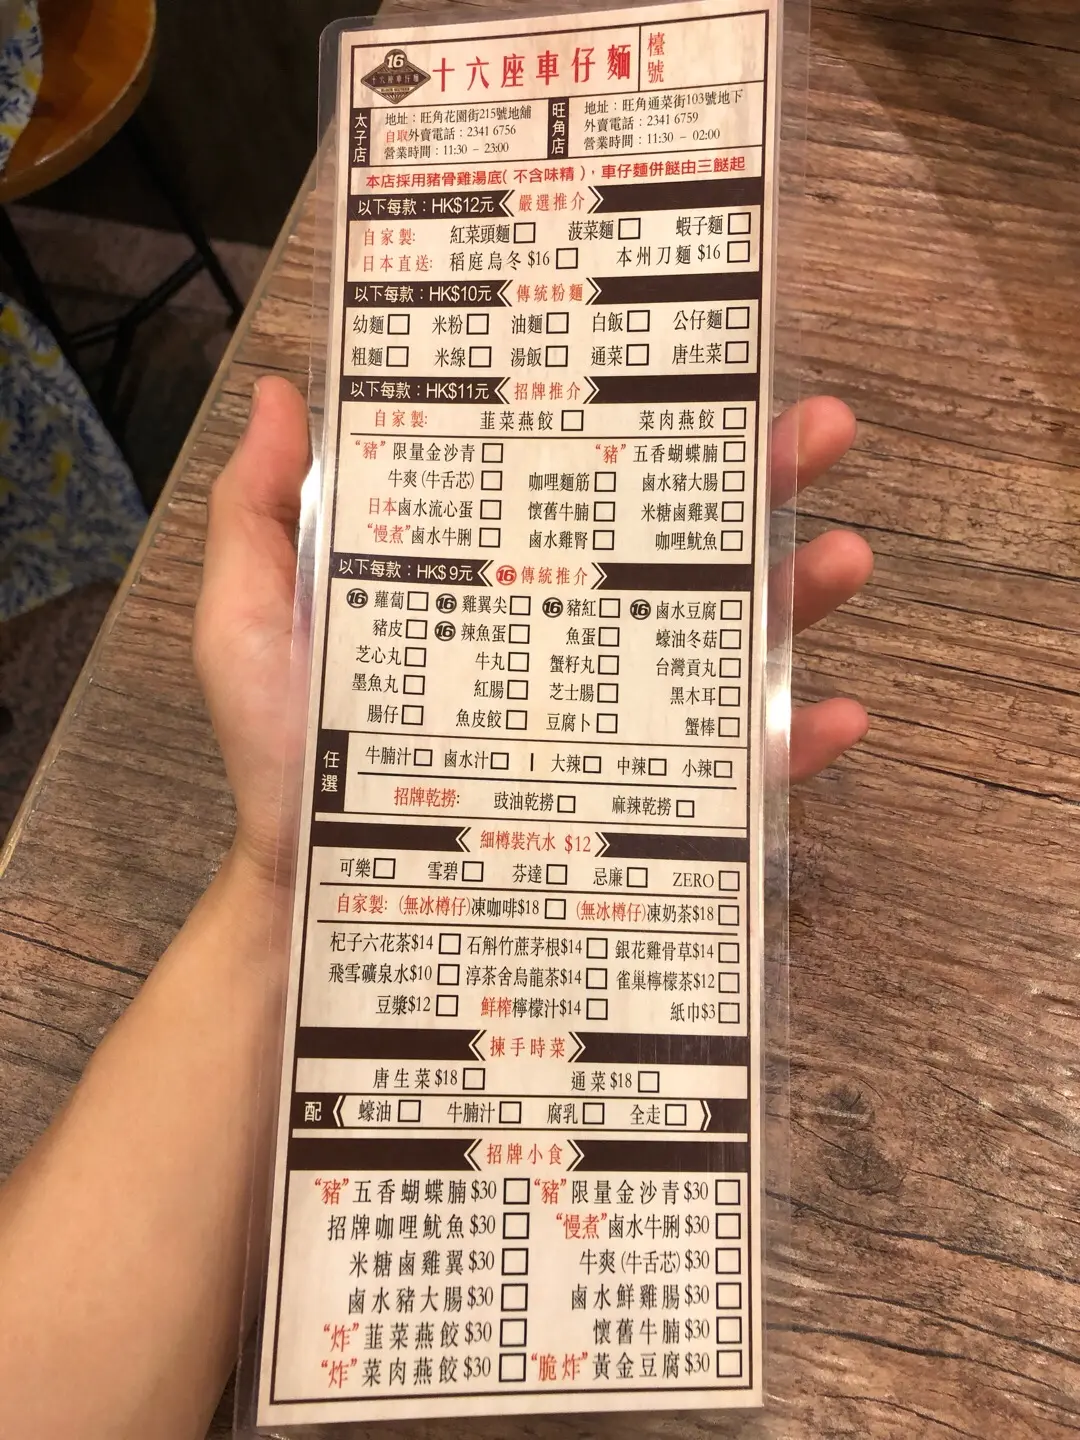 16
十六座車仔麵
十六座車仔麵
檯號
太子店
地址：旺角花園街215號地舖
自取外賣電話：2341 6756
營業時間：11:30 - 23:00
旺角店
地址：旺角通菜街103號地下
外賣電話：2341 6759
營業時間：11:30 - 02:00
本店採用豬骨雞湯底(不含味精)，車仔麵併餸由三餸起
以下每款：HK$12元 嚴選推介
自家製: 紅菜頭麵 菠菜麵 蝦子麵
日本直送: 稻庭烏冬 $16 本州刀麵 $16
以下每款：HK$10元 傳統粉麵
幼麵 米粉 油麵 白飯 公仔麵
粗麵 米線 湯飯 通菜 唐生菜
以下每款：HK$11元 招牌推介
自家製: 韮菜燕餃 菜肉燕餃
“豬”限量金沙青 “豬”五香蝴蝶腩
牛爽(牛舌芯) 咖哩麵筋 鹵水豬大腸
日本鹵水流心蛋 懷舊牛腩 米糖鹵雞翼
“慢煮”鹵水牛脷 鹵水雞腎 咖哩魷魚
以下每款：HK$9元 16傳統推介
16 蘿蔔 16 雞翼尖 16 豬紅 16 鹵水豆腐
豬皮 16 辣魚蛋 魚蛋 蠔油冬菇
芝心丸 牛丸 蟹籽丸 台灣貢丸
墨魚丸 紅腸 芝士腸 黑木耳
腸仔 魚皮餃 豆腐卜 蟹棒
任選
牛腩汁 鹵水汁 | 大辣 中辣 小辣
招牌乾撈: 豉油乾撈 麻辣乾撈
細樽裝汽水 $12
可樂 雪碧 芬達 忌廉 ZERO
自家製: (無冰樽仔)凍咖啡$18 (無冰樽仔)凍奶茶$18
杞子六花茶$14 石斛竹蔗茅根$14 銀花雞骨草$14
飛雪礦泉水$10 淳茶舍烏龍茶$14 雀巢檸檬茶$12
豆漿$12 鮮榨檸檬汁$14 紙巾$3
揀手時菜
唐生菜$18 通菜$18
配 蠔油 牛腩汁 腐乳 全走
招牌小食
“豬”五香蝴蝶腩$30 “豬”限量金沙青$30
招牌咖哩魷魚$30 “慢煮”鹵水牛脷$30
米糖鹵雞翼$30 牛爽(牛舌芯)$30
鹵水豬大腸$30 鹵水鮮雞腸$30
“炸”韮菜燕餃$30 懷舊牛腩$30
“炸”菜肉燕餃$30 “脆炸”黃金豆腐$30